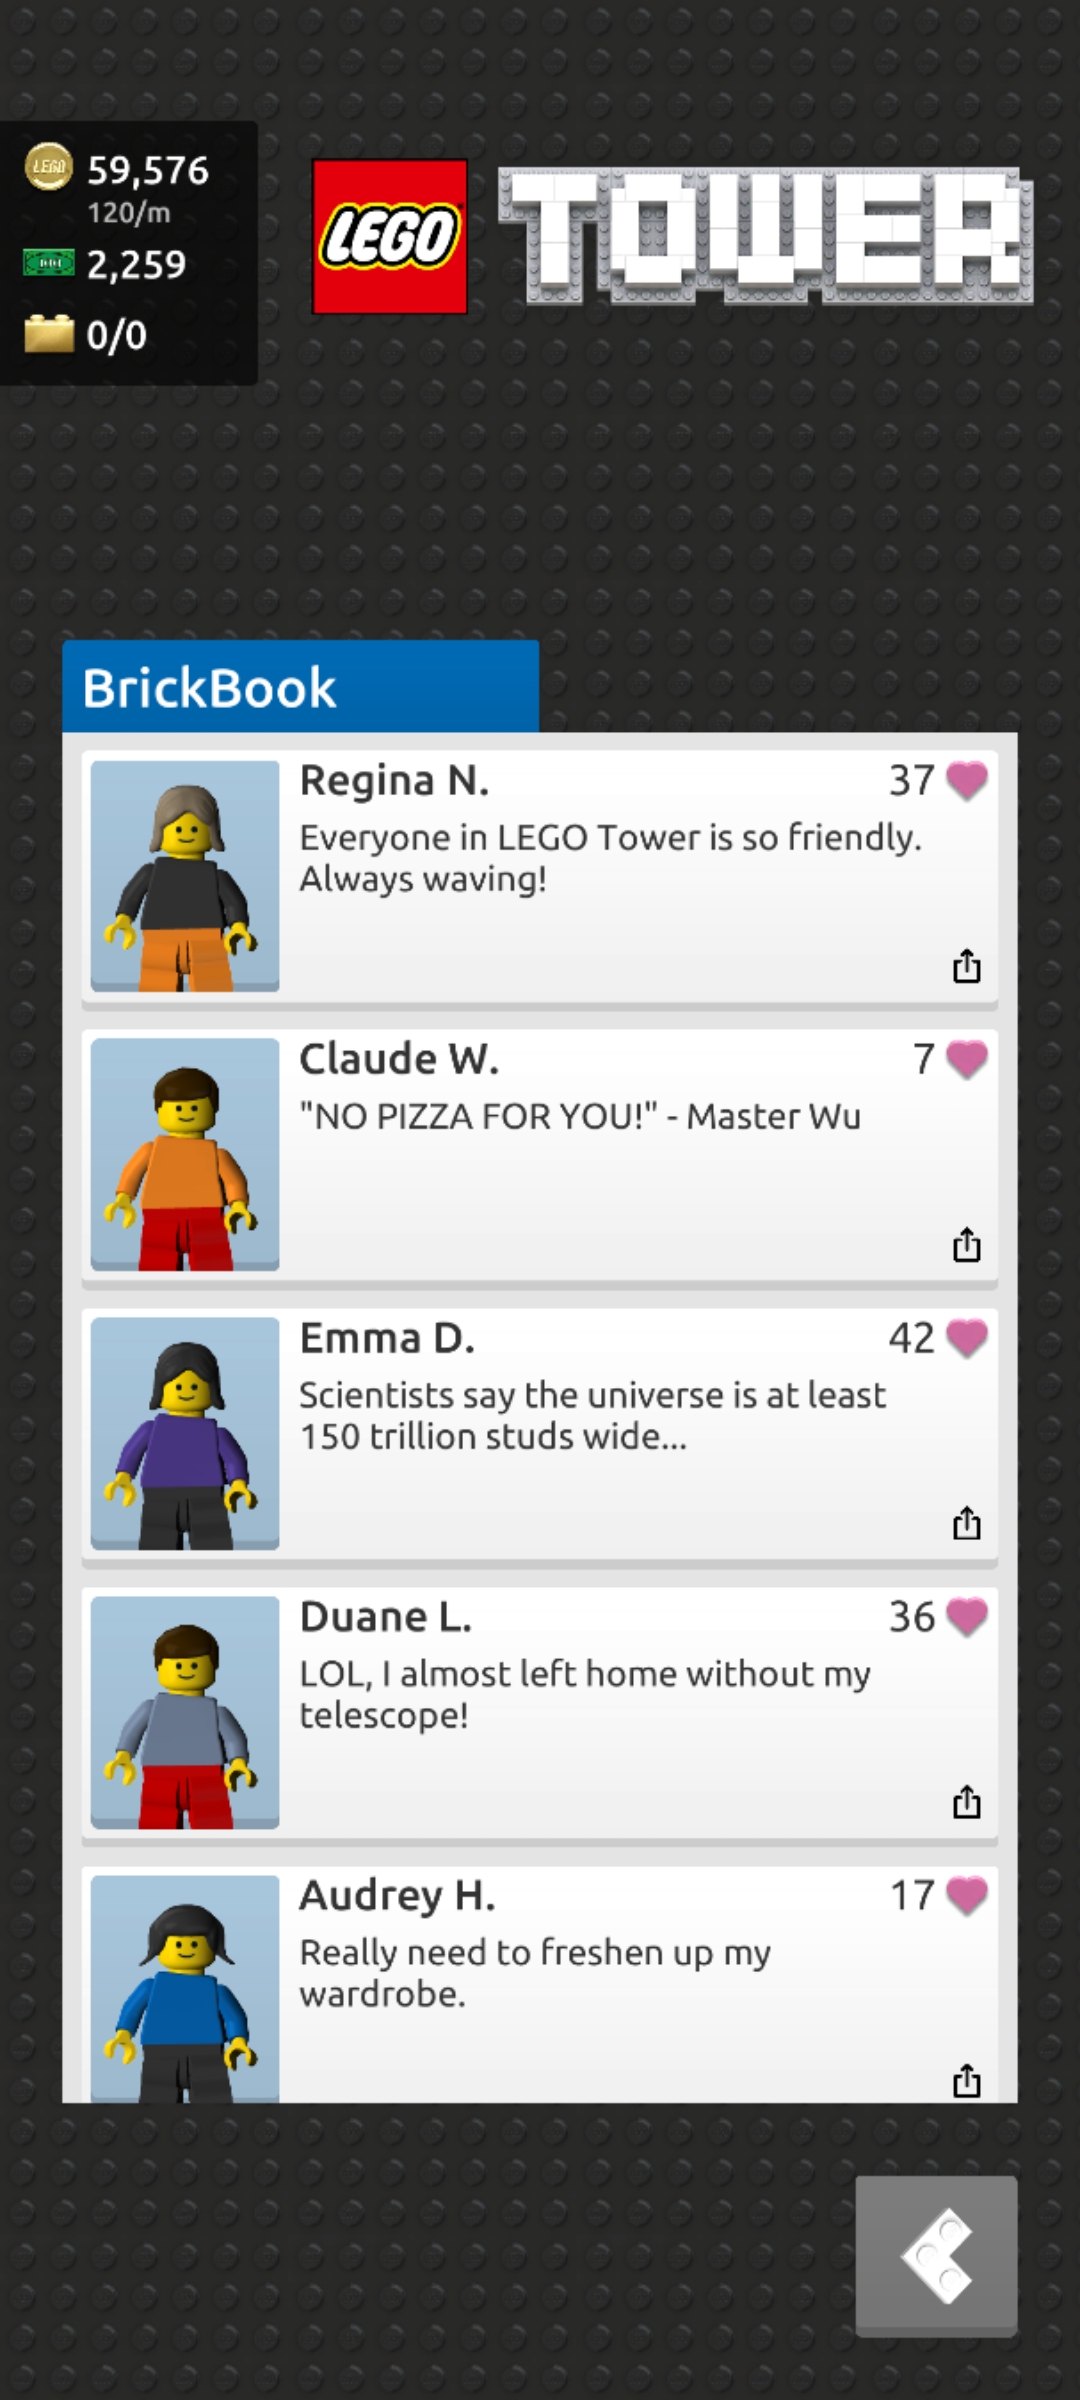 LEGO
59,576
120/m
2,259
0/0
LEGO
TOWER
BrickBook
Regina N.
37
Everyone in LEGO Tower is so friendly.
Always waving!
Claude W.
7
"NO PIZZA FOR YOU!" - Master Wu
Emma D.
42
Scientists say the universe is at least
150 trillion studs wide...
Duane L.
36
LOL, I almost left home without my
telescope!
Audrey H.
17
Really need to freshen up my
wardrobe.